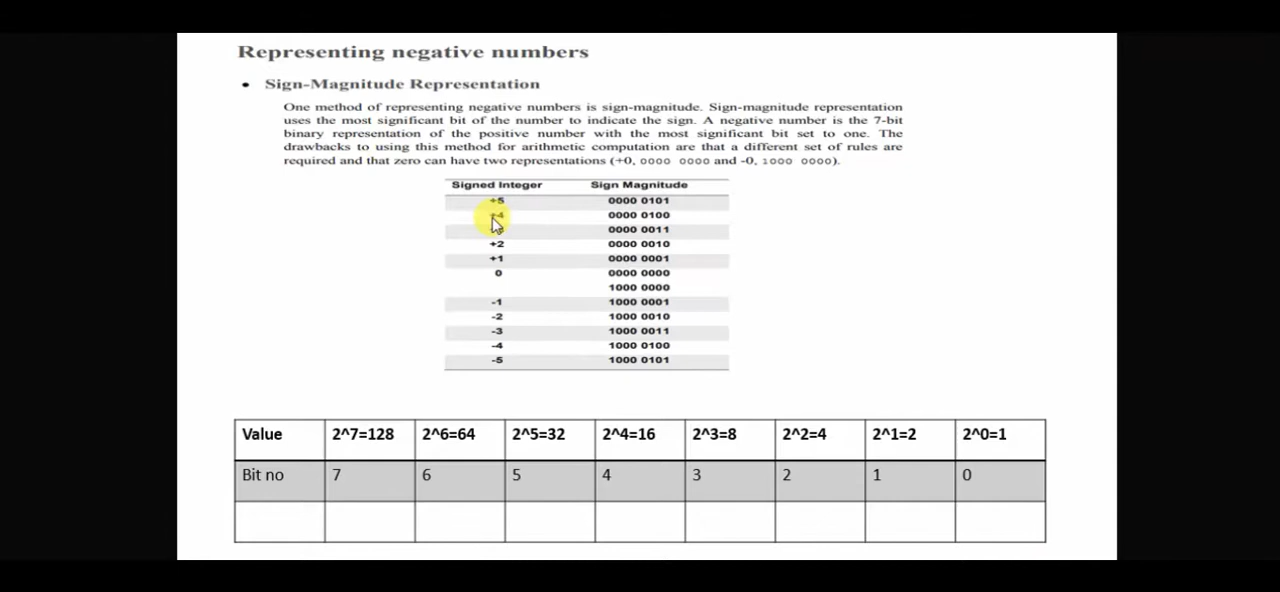 Representing negative numbers
• Sign-Magnitude Representation
One method of representing negative numbers is sign-magnitude. Sign-magnitude representation
uses the most significant bit of the number to indicate the sign. A negative number is the 7-bit
binary representation of the positive number with the most significant bit set to one. The
drawbacks to using this method for arithmetic computation are that a different set of rules are
required and that zero can have two representations (+0, 0000 0000 and -0, 1000 0000).
Signed Integer Sign Magnitude
+5 0000 0101
+4 0000 0100
0000 0011
+2 0000 0010
+1 0000 0001
0 0000 0000
1000 0000
-1 1000 0001
-2 1000 0010
-3 1000 0011
-4 1000 0100
-5 1000 0101
Value 2^7=128 2^6=64 2^5=32 2^4=16 2^3=8 2^2=4 2^1=2 2^0=1
Bit no 7 6 5 4 3 2 1 0